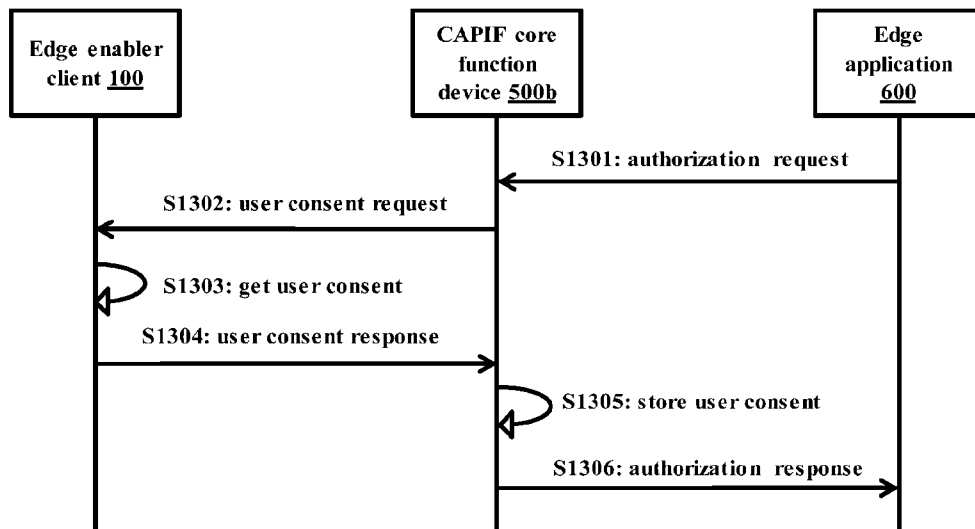 Edge enabler
client 100
CAPIF core
function
device 500b
Edge
application
600
S1301: authorization request
S1302: user consent request
S1303: get user consent
S1304: user consent response
S1305: store user consent
S1306: authorization response